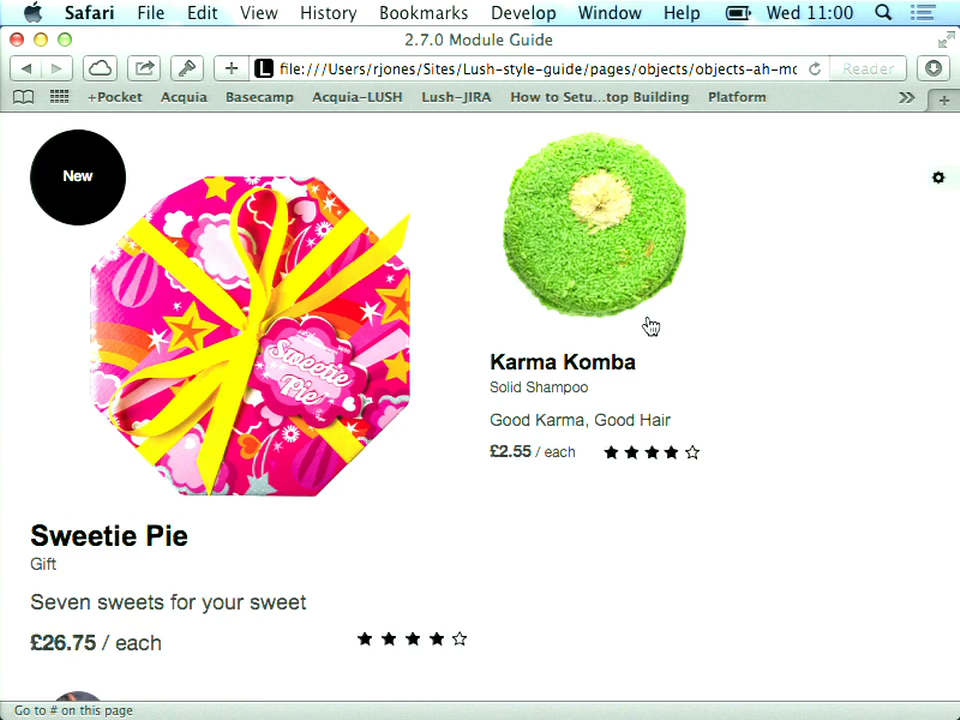 Safari File Edit View History Bookmarks Develop Window Help Wed 11:00
2.7.0 Module Guide
L file:///Users/rjones/Sites/Lush-style-guide/pages/objects/objects-ah-mo Reader
+Pocket Acquia Basecamp Acquia-LUSH Lush-JIRA How to Setu...top Building Platform
New
Sweetie
Pie
Karma Komba
Solid Shampoo
Good Karma, Good Hair
£2.55 / each
Sweetie Pie
Gift
Seven sweets for your sweet
£26.75 / each
Go to # on this page